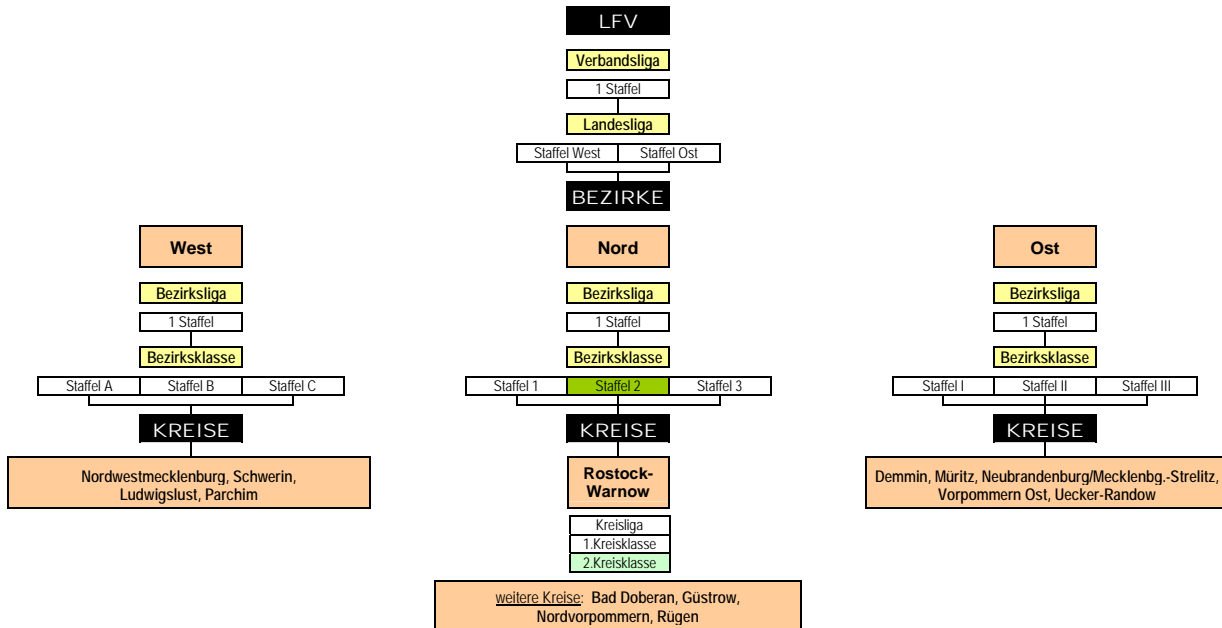 LFV
Verbandsliga
1 Staffel
Landesliga
Staffel West Staffel Ost
BEZIRKE
West Nord Ost
Bezirksliga Bezirksliga Bezirksliga
1 Staffel 1 Staffel 1 Staffel
Bezirksklasse Bezirksklasse Bezirksklasse
Staffel A Staffel B Staffel C Staffel 1 Staffel 2 Staffel 3 Staffel I Staffel II Staffel III
KREISE KREISE KREISE
Nordwestmecklenburg, Schwerin,
Ludwigslust, Parchim
Rostock-
Warnow
Demmin, Müritz, Neubrandenburg/Mecklenbg.-Strelitz,
Vorpommern Ost, Uecker-Randow
Kreisliga
1.Kreisklasse
2.Kreisklasse
weitere Kreise: Bad Doberan, Güstrow,
Nordvorpommern, Rügen